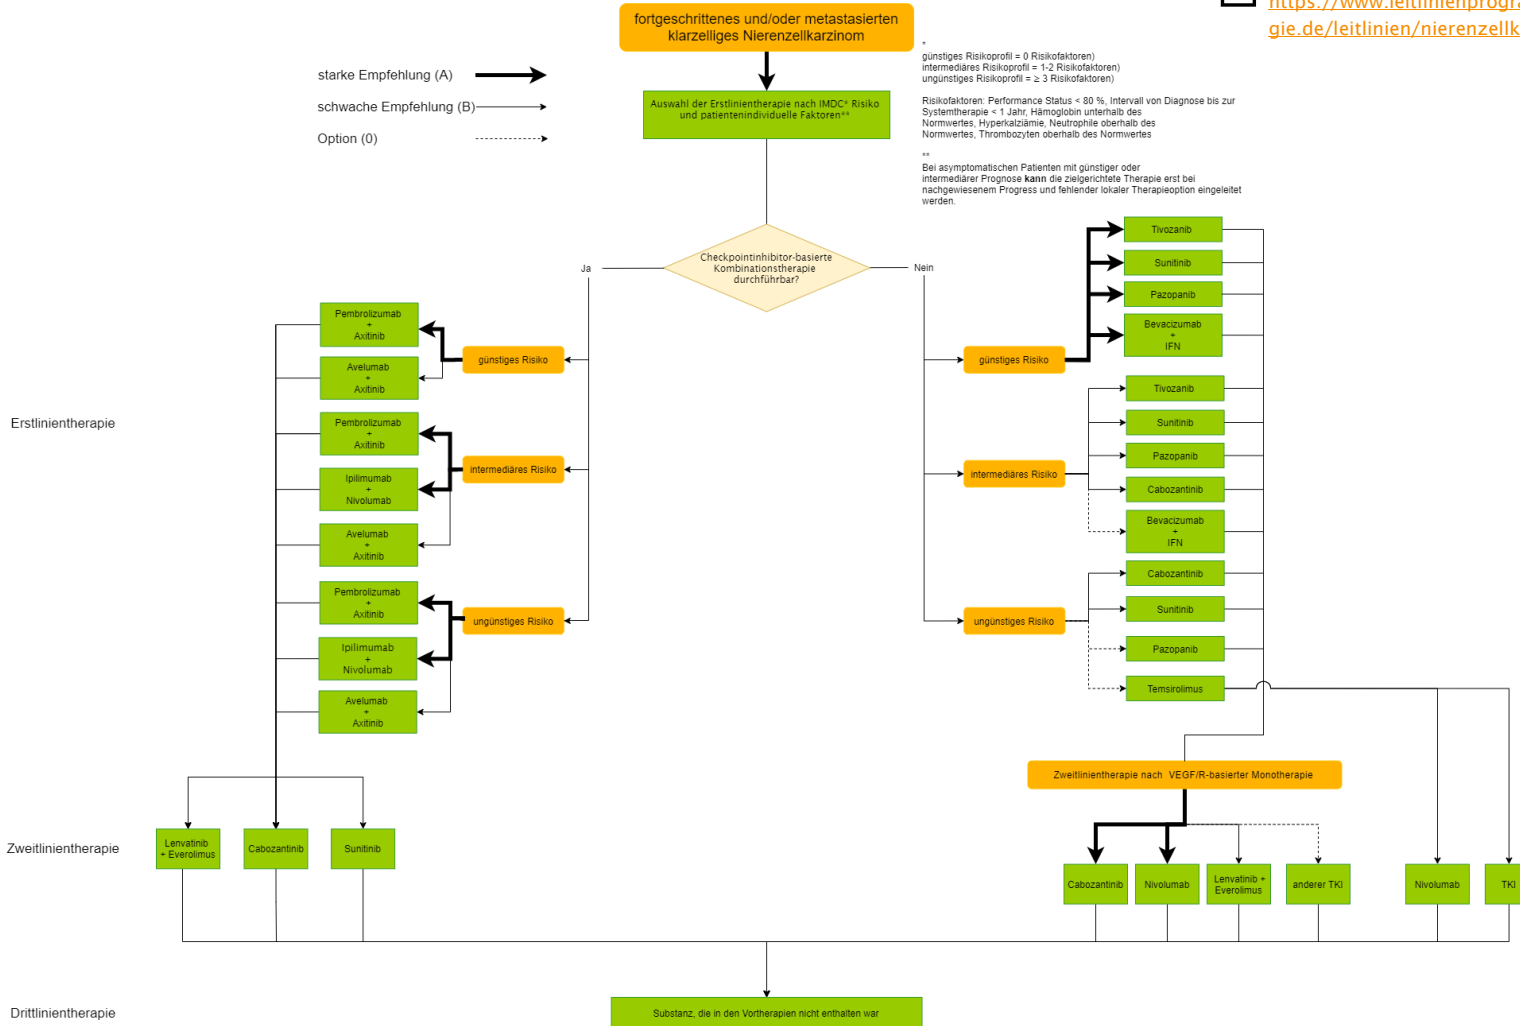 fortgeschrittenes und/oder metastasierten
klarzelliges Nierenzellkarzinom
https://www.leitlinienprogra
gie.de/leitlinien/nierenzellk
starke Empfehlung (A)
schwache Empfehlung (B)
Option (0)
Auswahl der Erstlinientherapie nach IMDC* Risiko
und patientenindividuelle Faktoren**
*
günstiges Risikoprofil = 0 Risikofaktoren)
intermediäres Risikoprofil = 1-2 Risikofaktoren)
ungünstiges Risikoprofil = ≥ 3 Risikofaktoren)
Risikofaktoren: Performance Status < 80 %, Intervall von Diagnose bis zur
Systemtherapie < 1 Jahr, Hämoglobin unterhalb des
Normwertes, Hyperkalziämie, Neutrophile oberhalb des
Normwertes, Thrombozyten oberhalb des Normwertes
**
Bei asymptomatischen Patienten mit günstiger oder
intermediärer Prognose kann die zielgerichtete Therapie erst bei
nachgewiesenem Progress und fehlender lokaler Therapieoption eingeleitet
werden.
Checkpointinhibitor-basierte
Kombinationstherapie
durchführbar?
Ja
Nein
Erstlinientherapie
günstiges Risiko
Pembrolizumab
+
Axitinib
Avelumab
+
Axitinib
intermediäres Risiko
Pembrolizumab
+
Axitinib
Ipilimumab
+
Nivolumab
Avelumab
+
Axitinib
ungünstiges Risiko
Pembrolizumab
+
Axitinib
Ipilimumab
+
Nivolumab
Avelumab
+
Axitinib
günstiges Risiko
Tivozanib
Sunitinib
Pazopanib
Bevacizumab
+
IFN
intermediäres Risiko
Tivozanib
Sunitinib
Pazopanib
Cabozantinib
Bevacizumab
+
IFN
ungünstiges Risiko
Cabozantinib
Sunitinib
Pazopanib
Temsirolimus
Zweitlinientherapie
Lenvatinib
+ Everolimus
Cabozantinib
Sunitinib
Zweitlinientherapie nach VEGF/R-basierter Monotherapie
Cabozantinib
Nivolumab
Lenvatinib +
Everolimus
anderer TKI
Nivolumab
TKI
Drittlinientherapie
Substanz, die in den Vortherapien nicht enthalten war